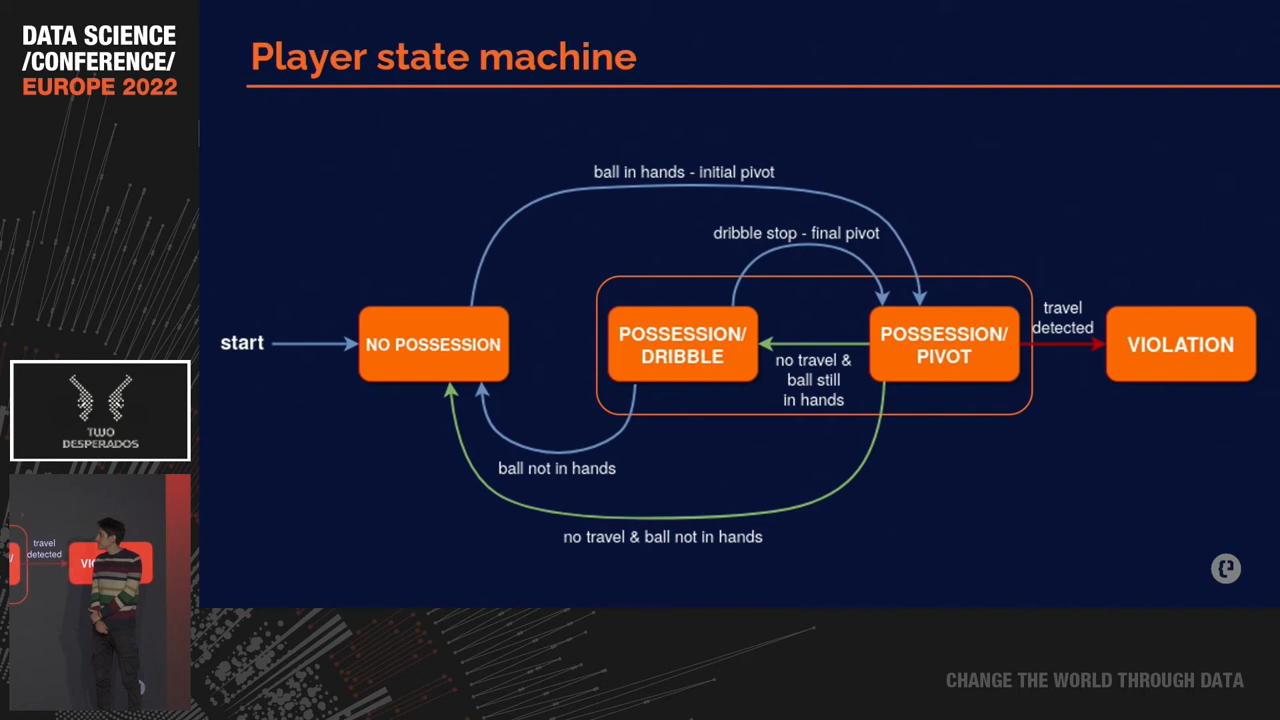 DATA SCIENCE
/CONFERENCE/
EUROPE 2022
Player state machine
ball in hands - initial pivot
dribble stop - final pivot
start
NO POSSESSION
POSSESSION/
DRIBBLE
no travel &
ball still
in hands
POSSESSION/
PIVOT
travel
detected
VIOLATION
ball not in hands
no travel & ball not in hands
TWO
DESPERADOS
travel
detected
CHANGE THE WORLD THROUGH DATA